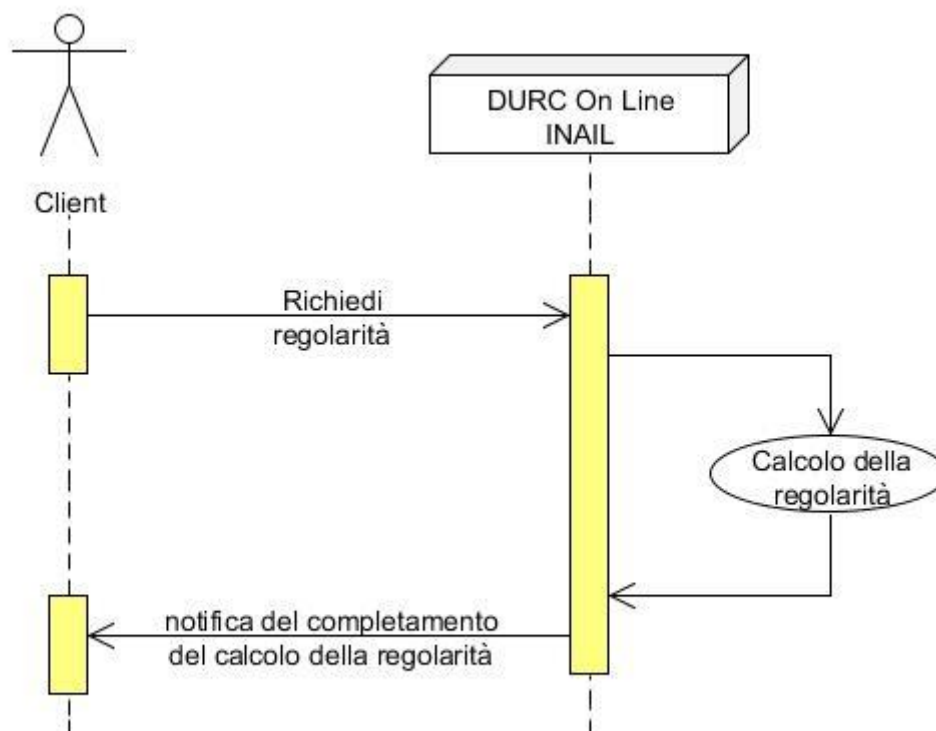 DURC On Line
INAIL
Client
Richiedi
regolarità
Calcolo della
regolarità
notifica del completamento
del calcolo della regolarità